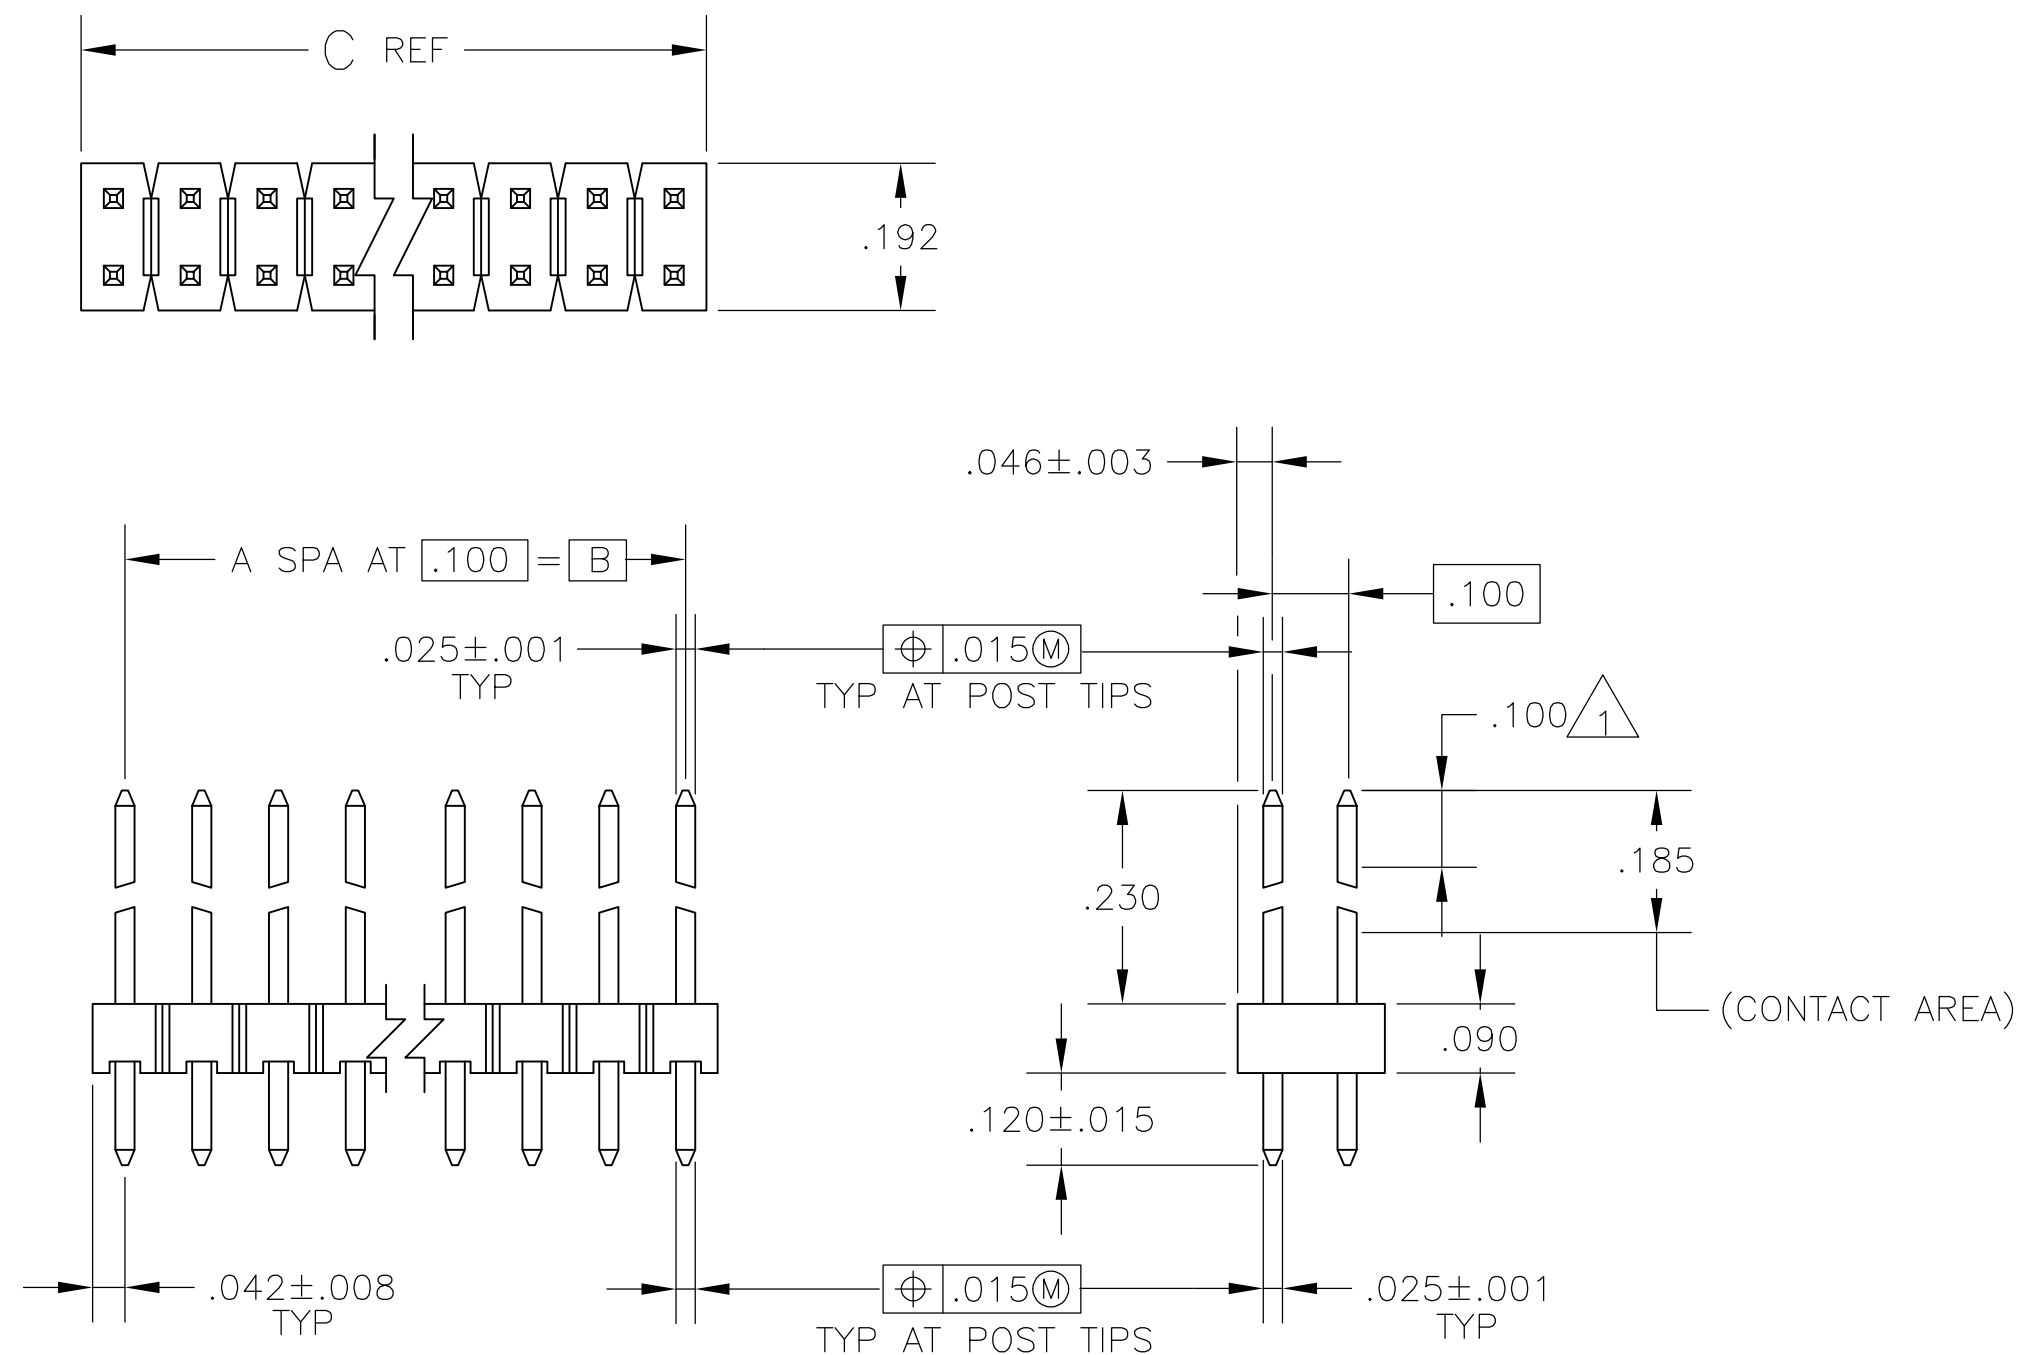 C REF
.192
.046±.003
A SPA AT .100 = B
.100
.025±.001
TYP
⌖ .015Ⓜ
TYP AT POST TIPS
.100 1
.185
.230
(CONTACT AREA)
.090
.120±.015
.042±.008
TYP
⌖ .015Ⓜ
TYP AT POST TIPS
.025±.001
TYP